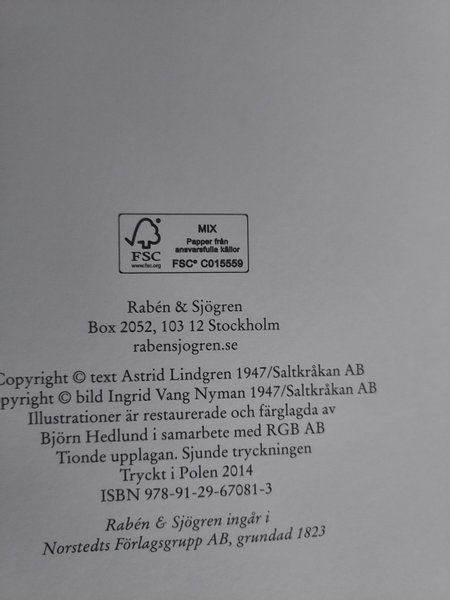 MIX
Papper från
ansvarsfulla källor
FSC
www.fsc.org
FSC® C015559
Rabén & Sjögren
Box 2052, 103 12 Stockholm
rabensjogren.se
Copyright © text Astrid Lindgren 1947/Saltkråkan AB
opyright © bild Ingrid Vang Nyman 1947/Saltkråkan AB
Illustrationer är restaurerade och färglagda av
Björn Hedlund i samarbete med RGB AB
Tionde upplagan. Sjunde tryckningen
Tryckt i Polen 2014
ISBN 978-91-29-67081-3
Rabén & Sjögren ingår i
Norstedts Förlagsgrupp AB, grundad 1823